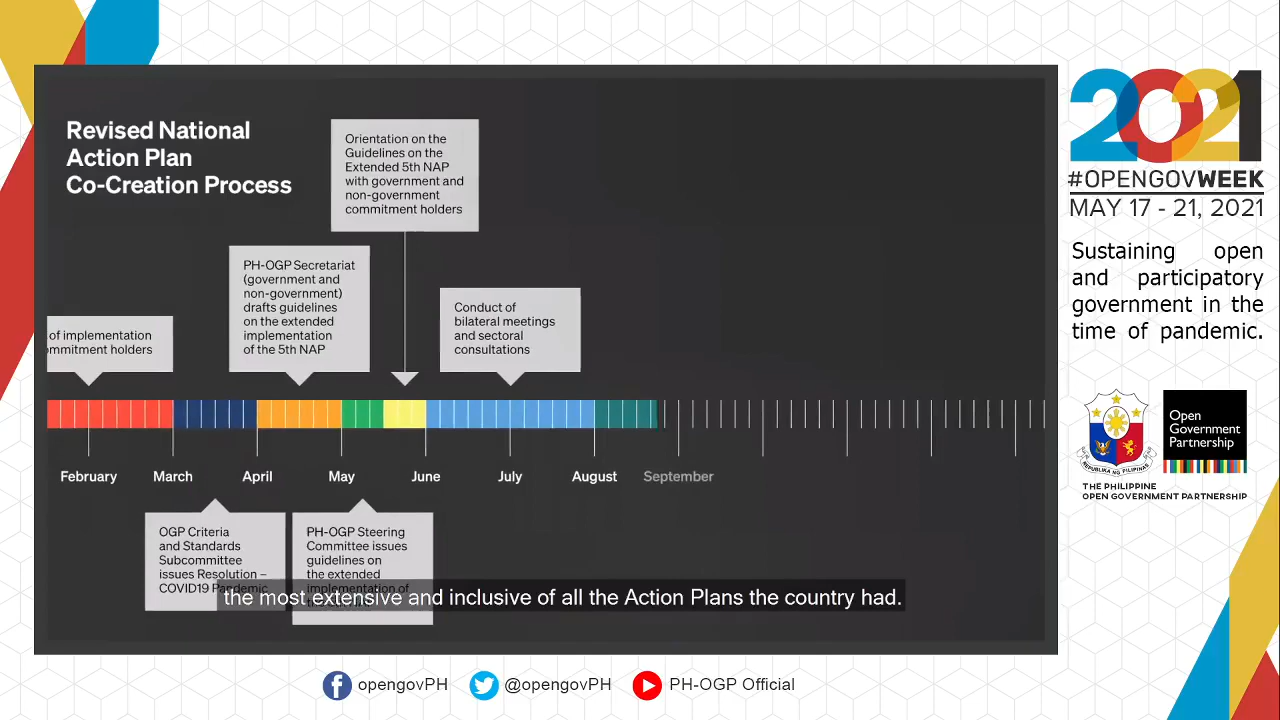 Revised National
Action Plan
Co-Creation Process
Orientation on the
Guidelines on the
Extended 5th NAP
with government and
non-government
commitment holders
PH-OGP Secretariat
(government and
non-government)
drafts guidelines
on the extended
implementation
of the 5th NAP
Conduct of
bilateral meetings
and sectoral
consultations
of implementation
holders
February March April May June July August September
OGP Criteria
and Standards
Subcommittee
issues Resolution –
COVID19 Pandemic
PH-OGP Steering
Committee issues
guidelines on
the extended
implementation of
the most extensive and inclusive of all the Action Plans the country had.
2021
#OPENGOVWEEK
MAY 17 - 21, 2021
Sustaining open
and participatory
government in the
time of pandemic.
REPUBLIKA NG PILIPINAS
Open
Government
Partnership
THE PHILIPPINE
OPEN GOVERNMENT PARTNERSHIP
opengovPH @opengovPH PH-OGP Official